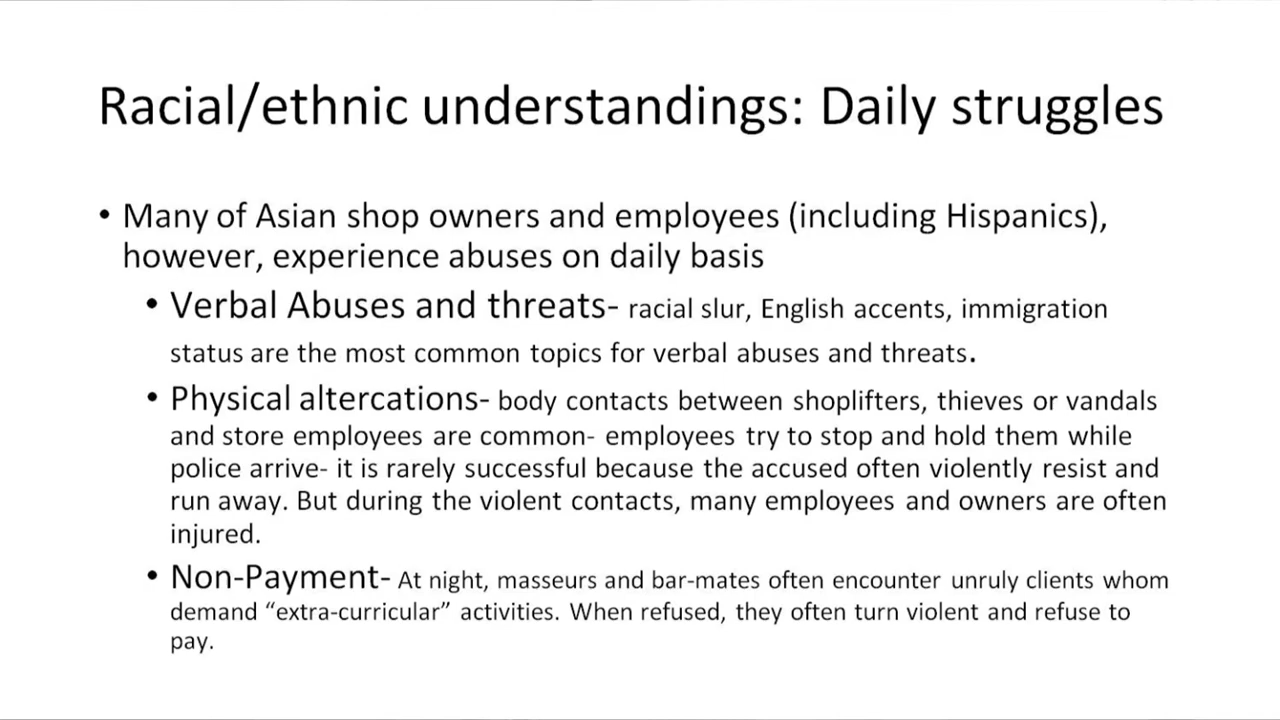 Racial/ethnic understandings: Daily struggles
• Many of Asian shop owners and employees (including Hispanics),
however, experience abuses on daily basis
• Verbal Abuses and threats- racial slur, English accents, immigration
status are the most common topics for verbal abuses and threats.
• Physical altercations- body contacts between shoplifters, thieves or vandals
and store employees are common- employees try to stop and hold them while
police arrive- it is rarely successful because the accused often violently resist and
run away. But during the violent contacts, many employees and owners are often
injured.
• Non-Payment- At night, masseurs and bar-mates often encounter unruly clients whom
demand “extra-curricular” activities. When refused, they often turn violent and refuse to
pay.